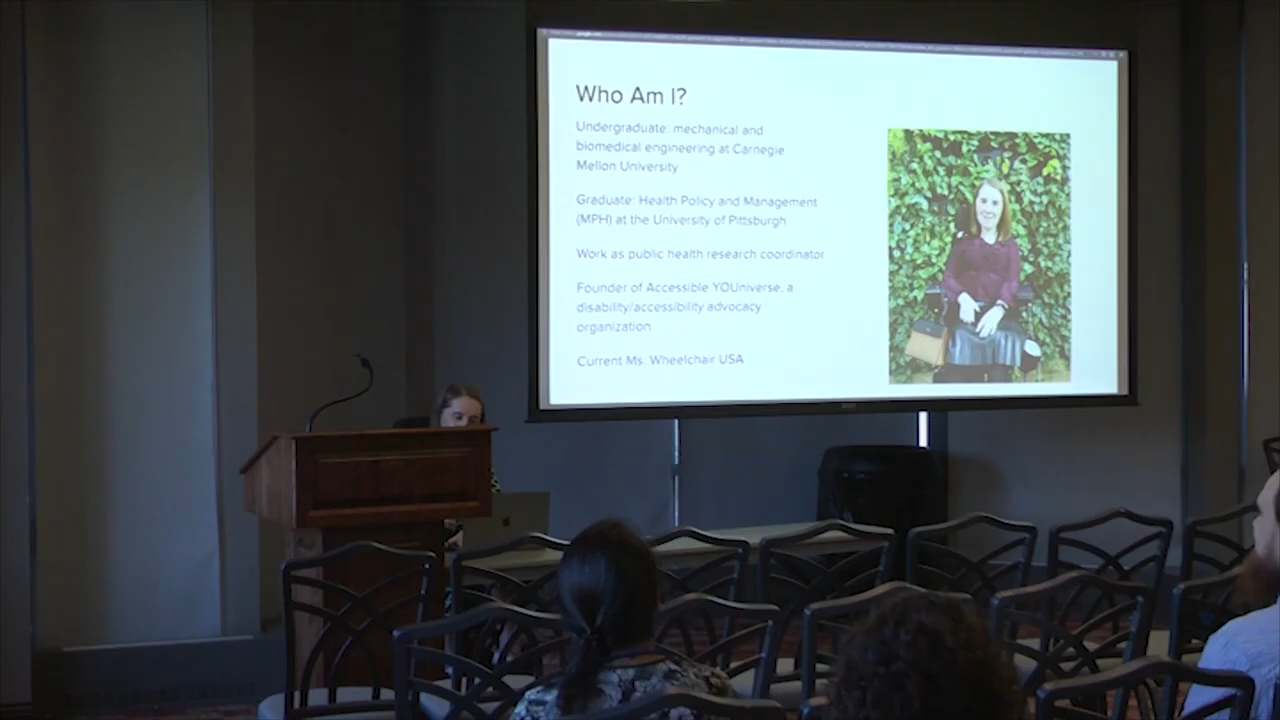 Who Am I?
Undergraduate: mechanical and
biomedical engineering at Carnegie
Mellon University
Graduate: Health Policy and Management
(MPH) at the University of Pittsburgh
Work as public health research coordinator
Founder of Accessible YOUniverse, a
disability/accessibility advocacy
organization
Current Ms. Wheelchair USA